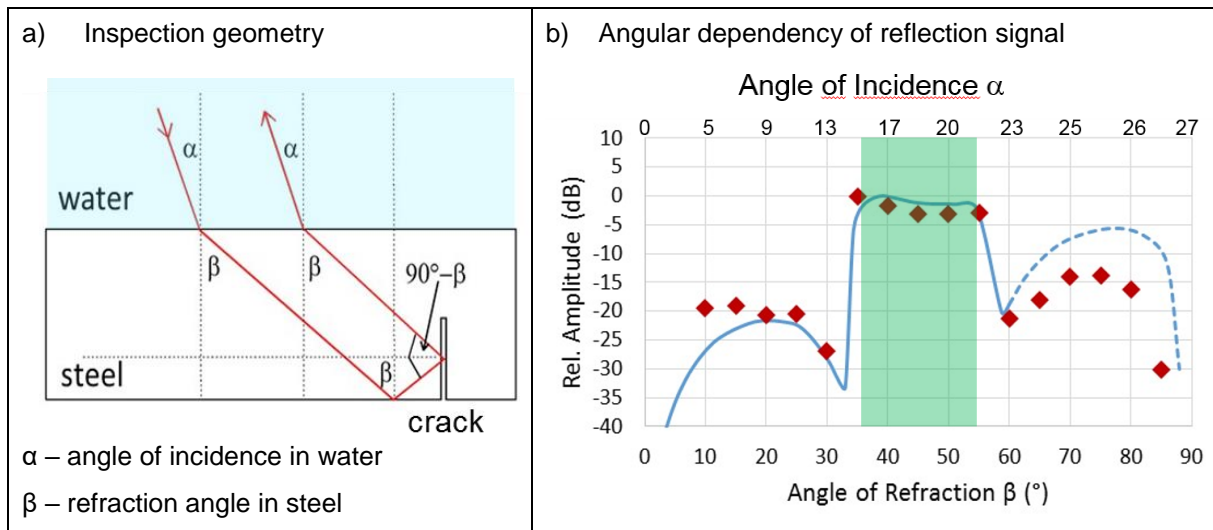 a) Inspection geometry
α
α
water
β
β
90°–β
steel
β
crack
α – angle of incidence in water
β – refraction angle in steel
b) Angular dependency of reflection signal
Angle of Incidence α
0 5 9 13 17 20 23 25 26 27
10
5
0
-5
-10
-15
-20
-25
-30
-35
-40
Rel. Amplitude (dB)
0 10 20 30 40 50 60 70 80 90
Angle of Refraction β (°)